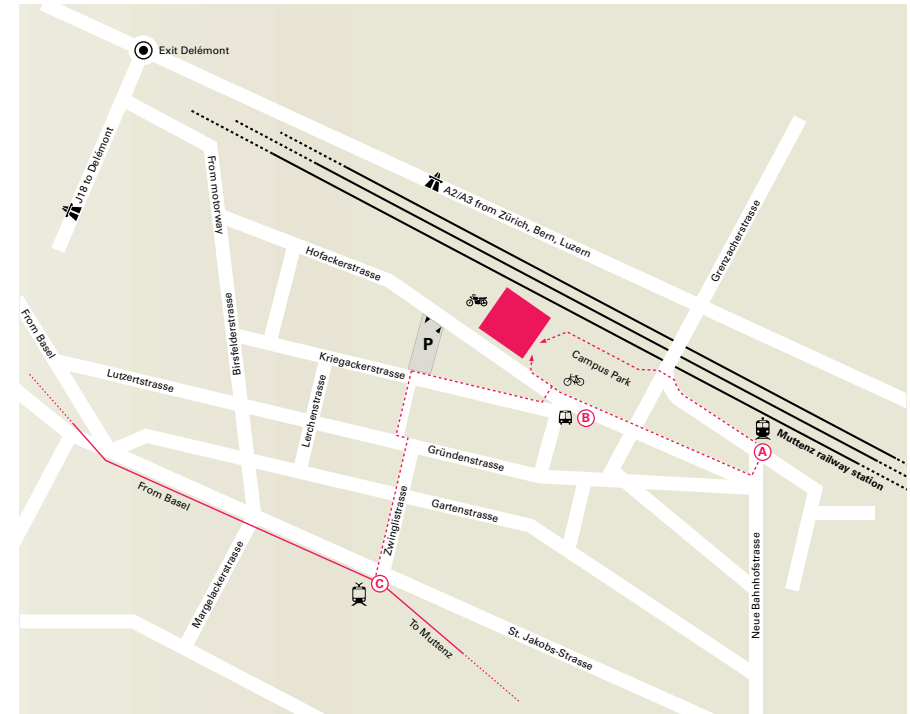 Exit Delémont
J18 to Delémont
From motorway
A2/A3 from Zürich, Bern, Luzern
Grenzacherstrasse
Hofackerstrasse
Birsfelderstrasse
From Basel
P
Kriegackerstrasse
Campus Park
Lutzertstrasse
Lerchenstrasse
B
A
Muttenz railway station
Gründenstrasse
From Basel
Gartenstrasse
Zwinglistrasse
Margelackerstrasse
C
Neue Bahnhofstrasse
To Muttenz
St. Jakobs-Strasse